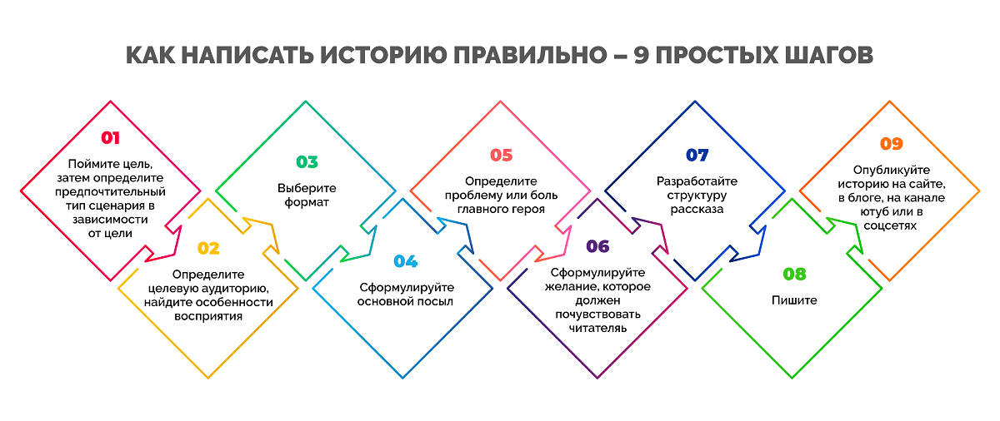 КАК НАПИСАТЬ ИСТОРИЮ ПРАВИЛЬНО – 9 ПРОСТЫХ ШАГОВ
01
Поймите цель,
затем определите
предпочтительный
тип сценария в
зависимости
от цели
02
Определите
целевую аудиторию,
найдите особенности
восприятия
03
Выберите
формат
04
Сформулируйте
основной посыл
05
Определите
проблему или боль
главного героя
06
Сформулируйте
желание, которое
должен
почувствовать
читателяь
07
Разработайте
структуру
рассказа
08
Пишите
09
Опубликуйте
историю на сайте,
в блоге, на канале
ютуб или в
соцсетях